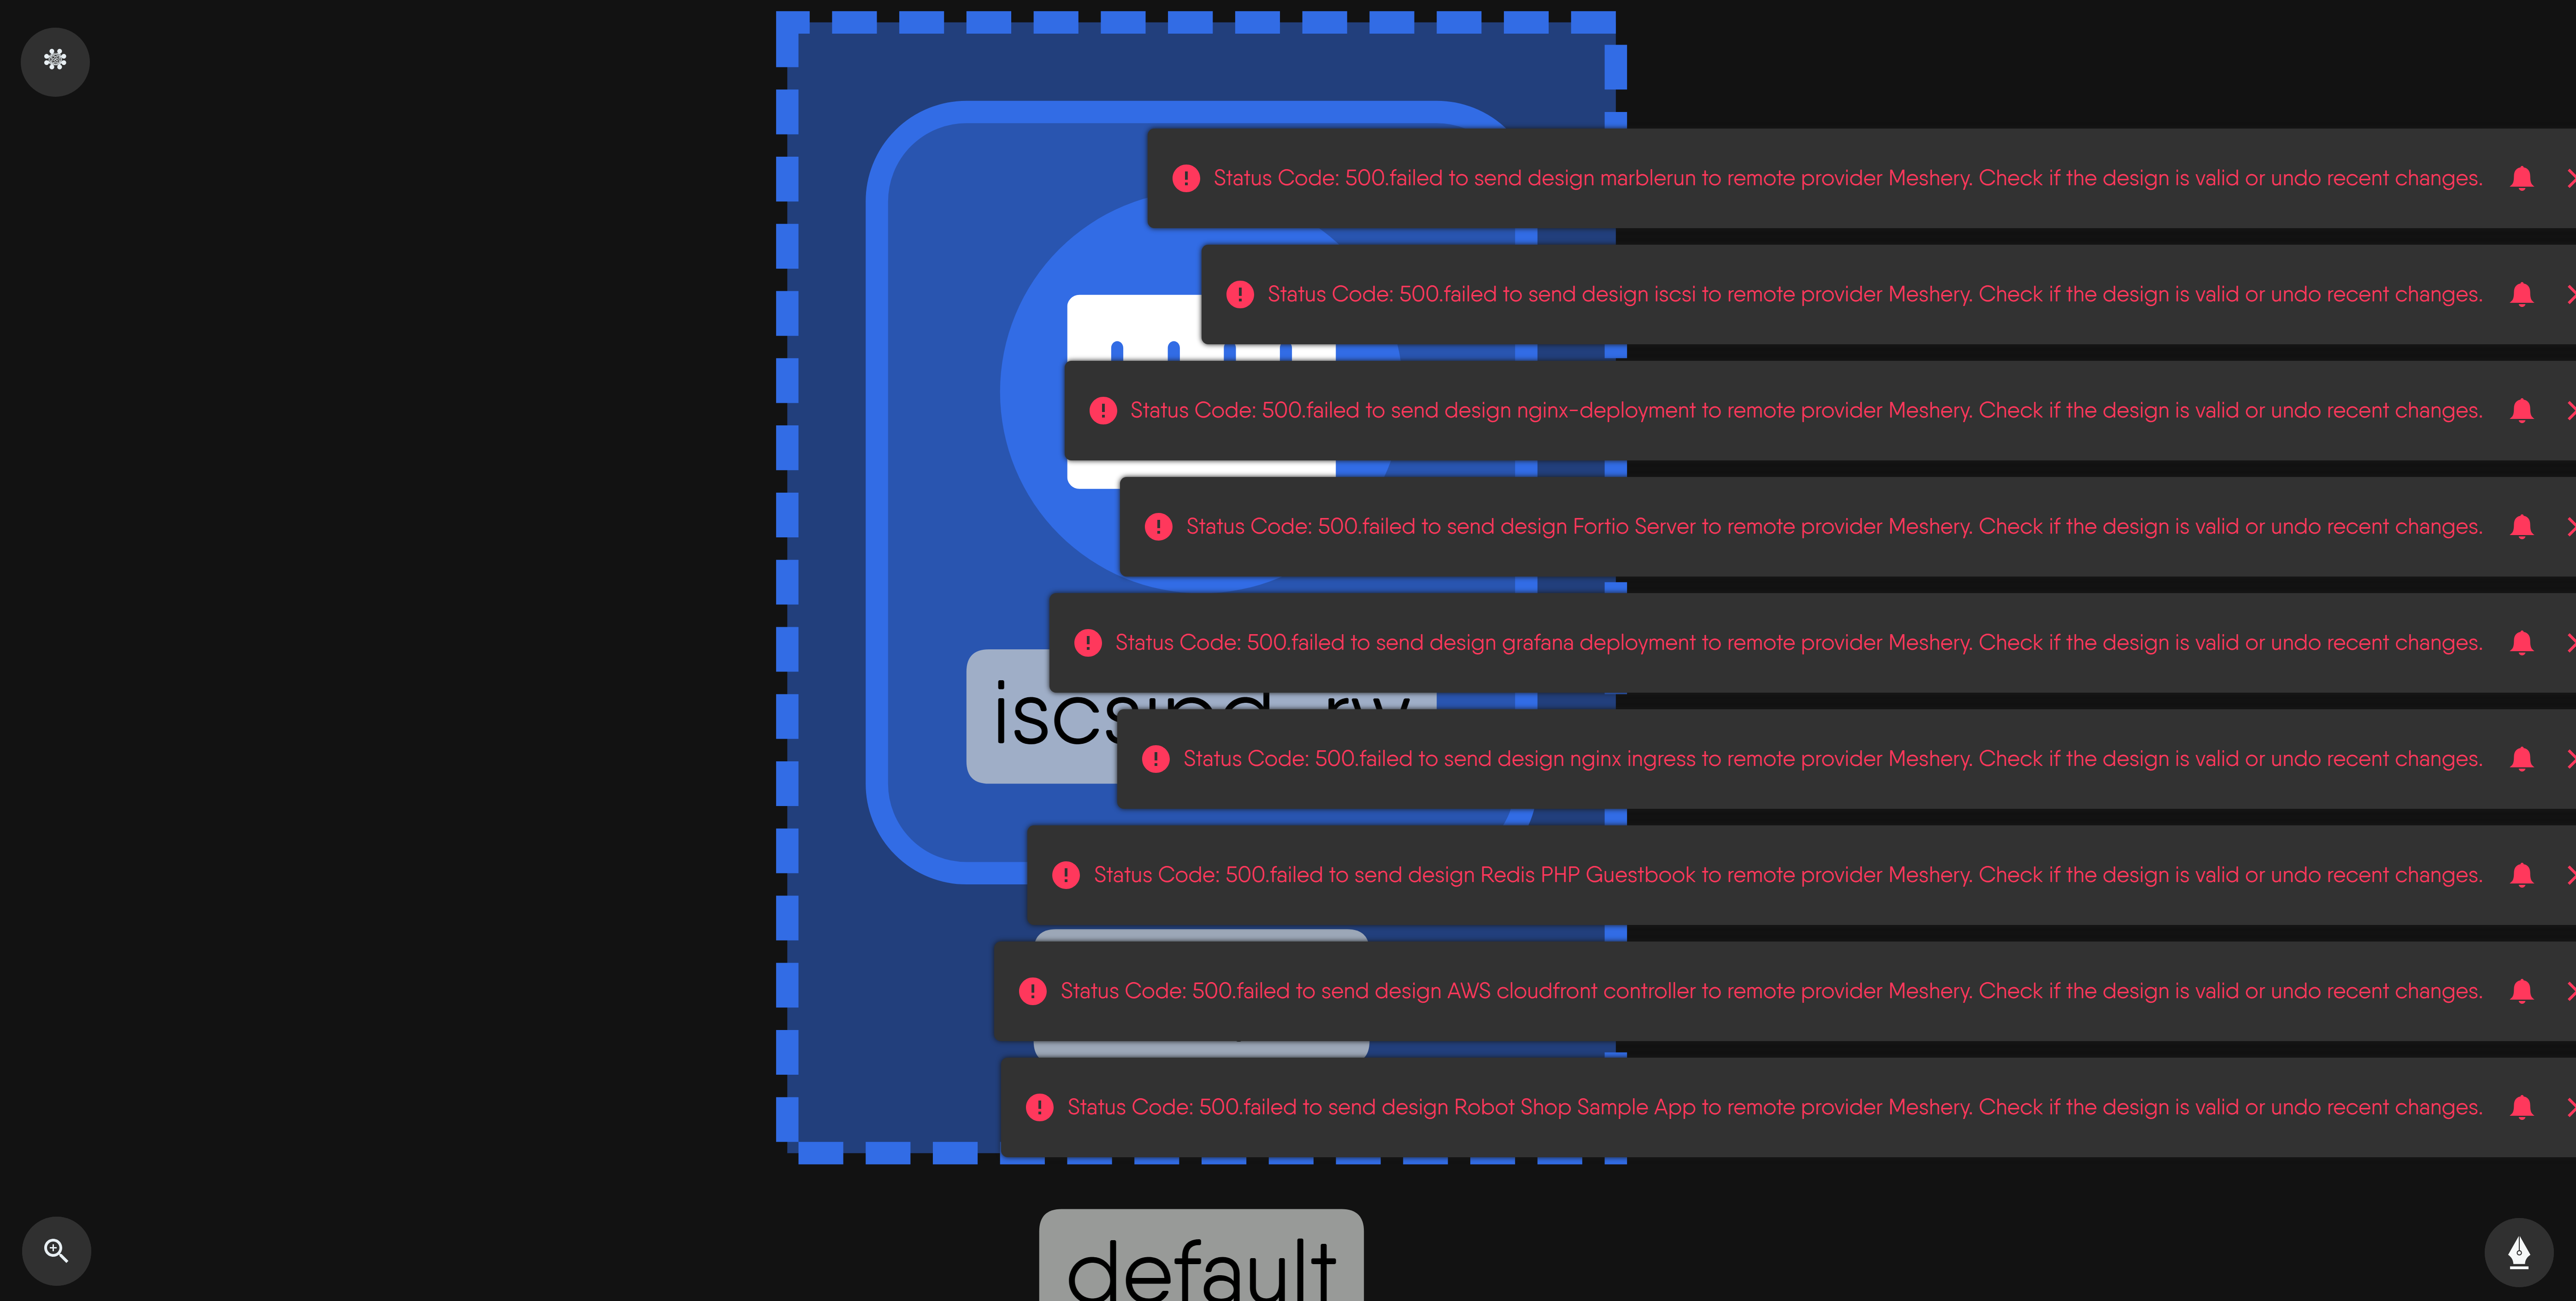 Status Code: 500.failed to send design marblerun to remote provider Meshery. Check if the design is valid or undo recent changes.
Status Code: 500.failed to send design iscsi to remote provider Meshery. Check if the design is valid or undo recent changes.
Status Code: 500.failed to send design nginx-deployment to remote provider Meshery. Check if the design is valid or undo recent changes.
Status Code: 500.failed to send design Fortio Server to remote provider Meshery. Check if the design is valid or undo recent changes.
Status Code: 500.failed to send design grafana deployment to remote provider Meshery. Check if the design is valid or undo recent changes.
iscsipd-rw
Status Code: 500.failed to send design nginx ingress to remote provider Meshery. Check if the design is valid or undo recent changes.
Status Code: 500.failed to send design Redis PHP Guestbook to remote provider Meshery. Check if the design is valid or undo recent changes.
Status Code: 500.failed to send design AWS cloudfront controller to remote provider Meshery. Check if the design is valid or undo recent changes.
Status Code: 500.failed to send design Robot Shop Sample App to remote provider Meshery. Check if the design is valid or undo recent changes.
default